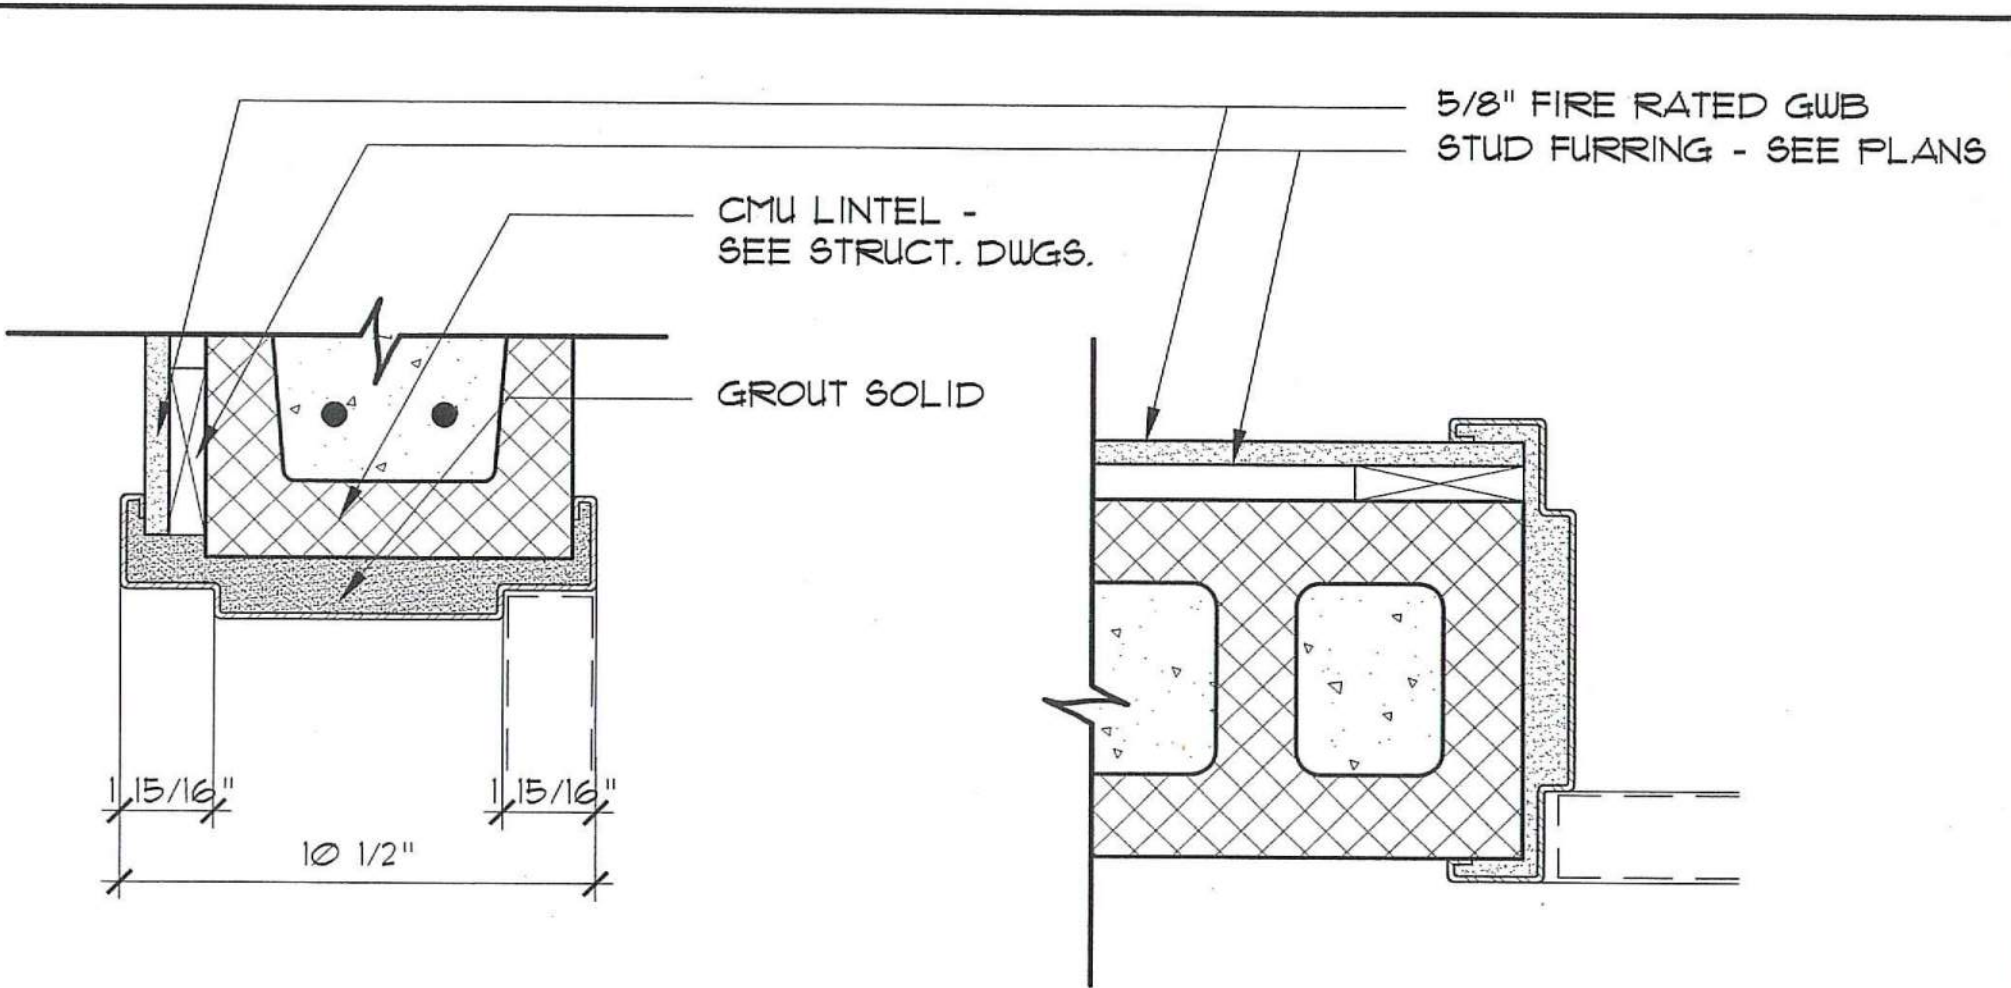 5/8" FIRE RATED GWB
STUD FURRING - SEE PLANS
CMU LINTEL -
SEE STRUCT. DWGS.
GROUT SOLID
1 15/16" 1 15/16"
10 1/2"